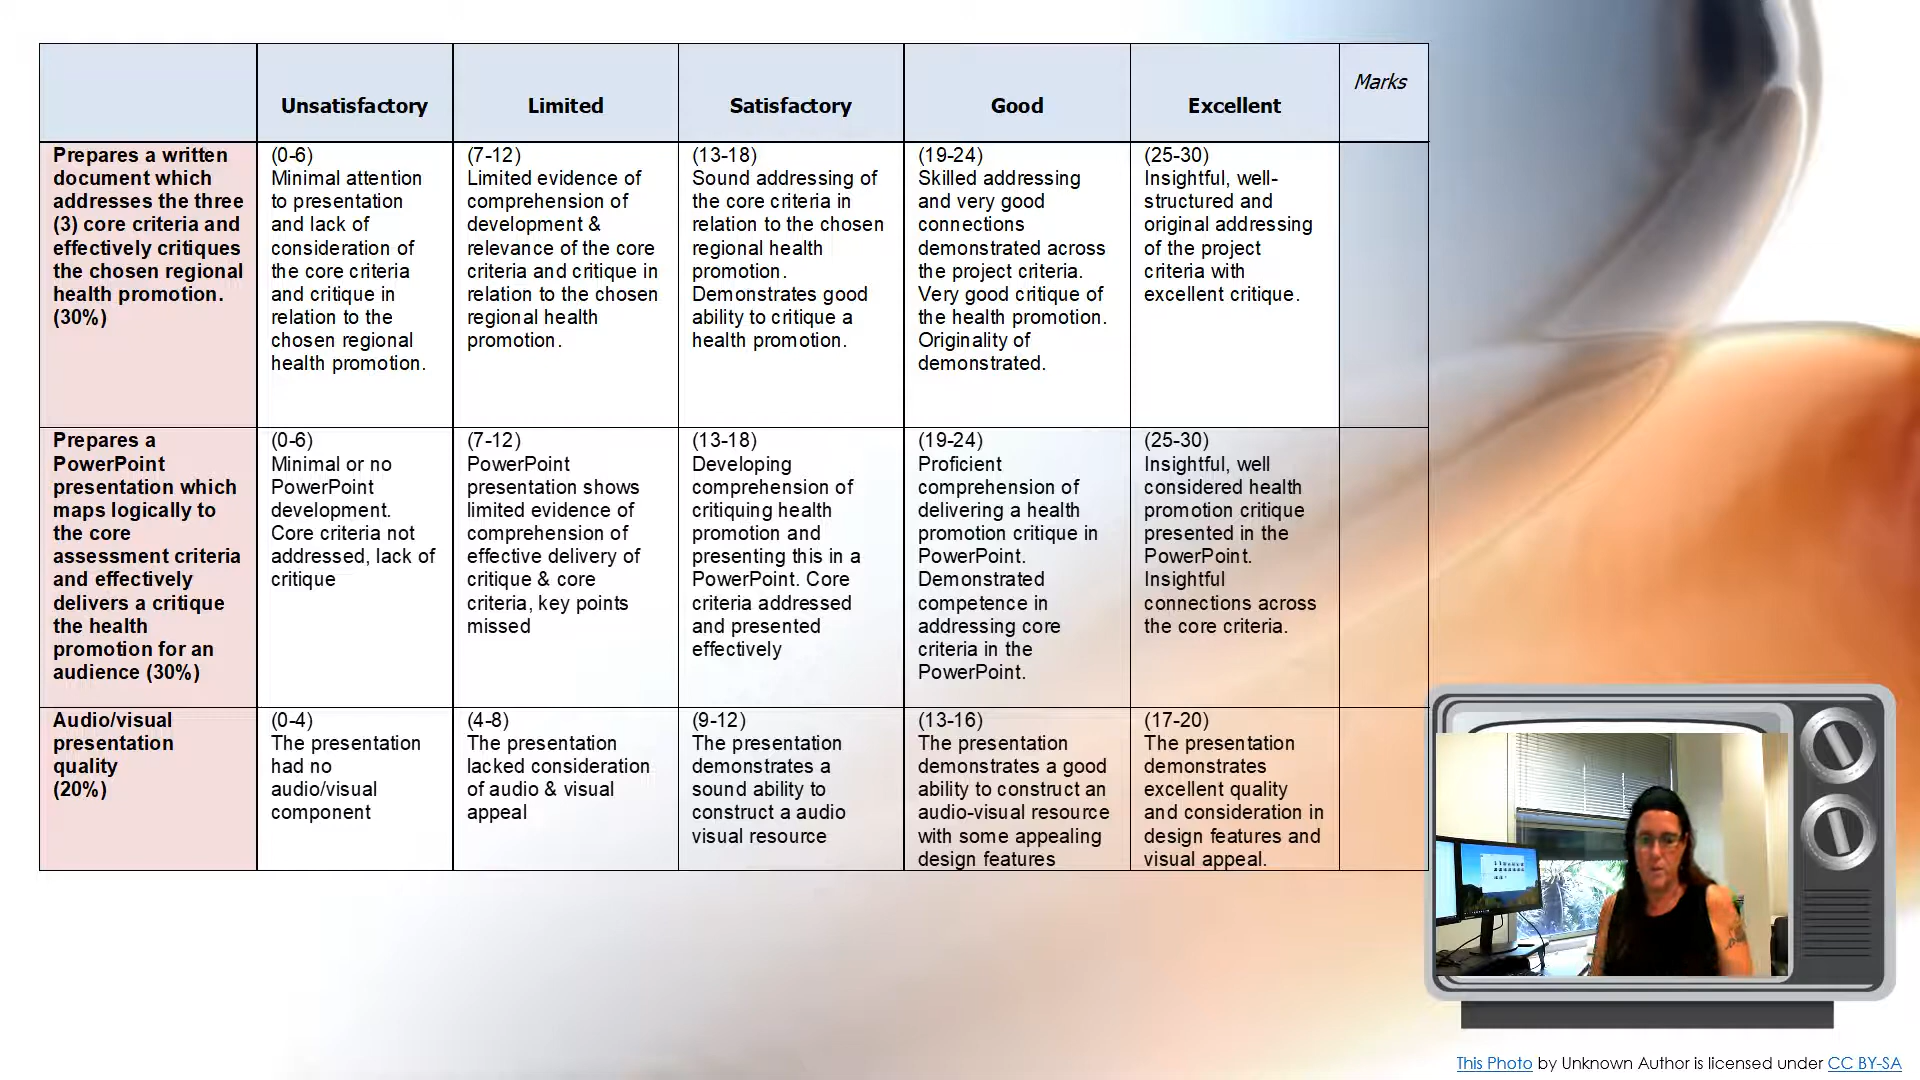 Unsatisfactory
Limited
Satisfactory
Good
Excellent
Marks
Prepares a written
document which
addresses the three
(3) core criteria and
effectively critiques
the chosen regional
health promotion.
(30%)
(0-6)
Minimal attention
to presentation
and lack of
consideration of
the core criteria
and critique in
relation to the
chosen regional
health promotion.
(7-12)
Limited evidence of
comprehension of
development &
relevance of the core
criteria and critique in
relation to the chosen
regional health
promotion.
(13-18)
Sound addressing of
the core criteria in
relation to the chosen
regional health
promotion.
Demonstrates good
ability to critique a
health promotion.
(19-24)
Skilled addressing
and very good
connections
demonstrated across
the project criteria.
Very good critique of
the health promotion.
Originality of
demonstrated.
(25-30)
Insightful, well-
structured and
original addressing
of the project
criteria with
excellent critique.
Prepares a
PowerPoint
presentation which
maps logically to
the core
assessment criteria
and effectively
delivers a critique
the health
promotion for an
audience (30%)
(0-6)
Minimal or no
PowerPoint
development.
Core criteria not
addressed, lack of
critique
(7-12)
PowerPoint
presentation shows
limited evidence of
comprehension of
effective delivery of
critique & core
criteria, key points
missed
(13-18)
Developing
comprehension of
critiquing health
promotion and
presenting this in a
PowerPoint. Core
criteria addressed
and presented
effectively
(19-24)
Proficient
comprehension of
delivering a health
promotion critique in
PowerPoint.
Demonstrated
competence in
addressing core
criteria in the
PowerPoint.
(25-30)
Insightful, well
considered health
promotion critique
presented in the
PowerPoint.
Insightful
connections across
the core criteria.
Audio/visual
presentation
quality
(20%)
(0-4)
The presentation
had no
audio/visual
component
(4-8)
The presentation
lacked consideration
of audio & visual
appeal
(9-12)
The presentation
demonstrates a
sound ability to
construct a audio
visual resource
(13-16)
The presentation
demonstrates a good
ability to construct an
audio-visual resource
with some appealing
design features
(17-20)
The presentation
demonstrates
excellent quality
and consideration in
design features and
visual appeal.
This Photo by Unknown Author is licensed under CC BY-SA